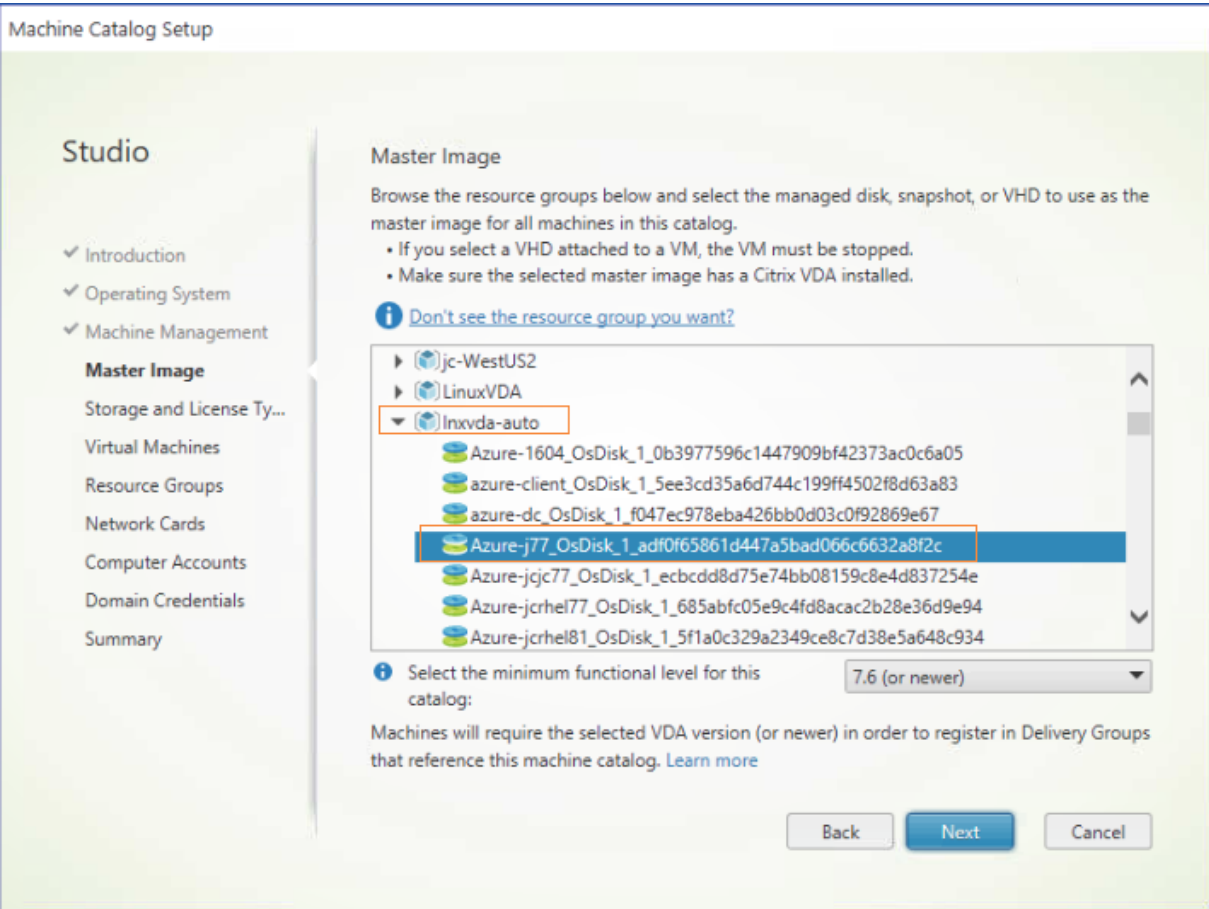 Machine Catalog Setup
Studio
Introduction
Operating System
Machine Management
Master Image
Storage and License Ty...
Virtual Machines
Resource Groups
Network Cards
Computer Accounts
Domain Credentials
Summary
Master Image
Browse the resource groups below and select the managed disk, snapshot, or VHD to use as the
master image for all machines in this catalog.
• If you select a VHD attached to a VM, the VM must be stopped.
• Make sure the selected master image has a Citrix VDA installed.
Don't see the resource group you want?
jc-WestUS2
LinuxVDA
lnxvda-auto
Azure-1604_OsDisk_1_0b3977596c1447909bf42373ac0c6a05
azure-client_OsDisk_1_5ee3cd35a6d744c199ff4502f8d63a83
azure-dc_OsDisk_1_f047ec978eba426bb0d03c0f92869e67
Azure-j77_OsDisk_1_adf0f65861d447a5bad066c6632a8f2c
Azure-jcjc77_OsDisk_1_ecbcdd8d75e74bb08159c8e4d837254e
Azure-jcrhel77_OsDisk_1_685abfc05e9c4fd8acac2b28e36d9e94
Azure-jcrhel81_OsDisk_1_5f1a0c329a2349ce8c7d38e5a648c934
Select the minimum functional level for this
catalog:
7.6 (or newer)
Machines will require the selected VDA version (or newer) in order to register in Delivery Groups
that reference this machine catalog. Learn more
Back
Next
Cancel